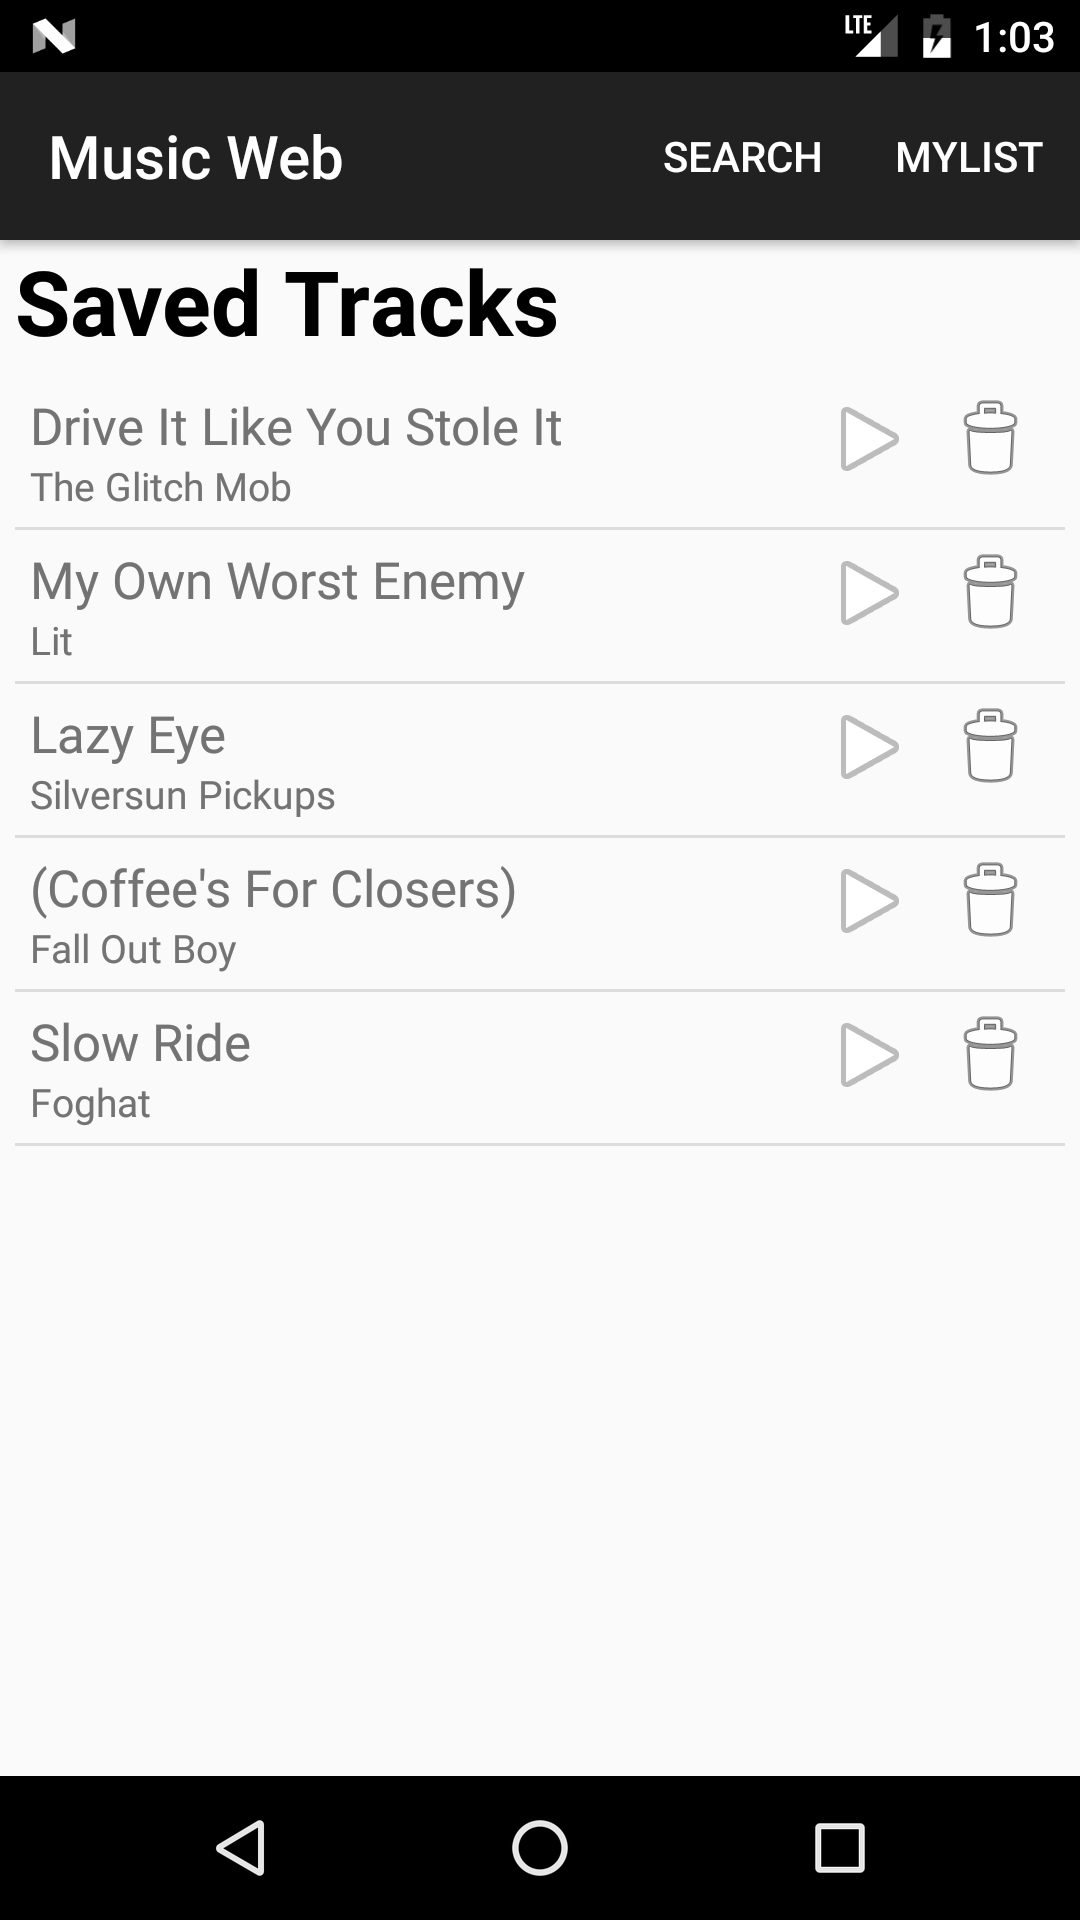 LTE 1:03
Music Web SEARCH MYLIST
Saved Tracks
Drive It Like You Stole It
The Glitch Mob
My Own Worst Enemy
Lit
Lazy Eye
Silversun Pickups
(Coffee's For Closers)
Fall Out Boy
Slow Ride
Foghat